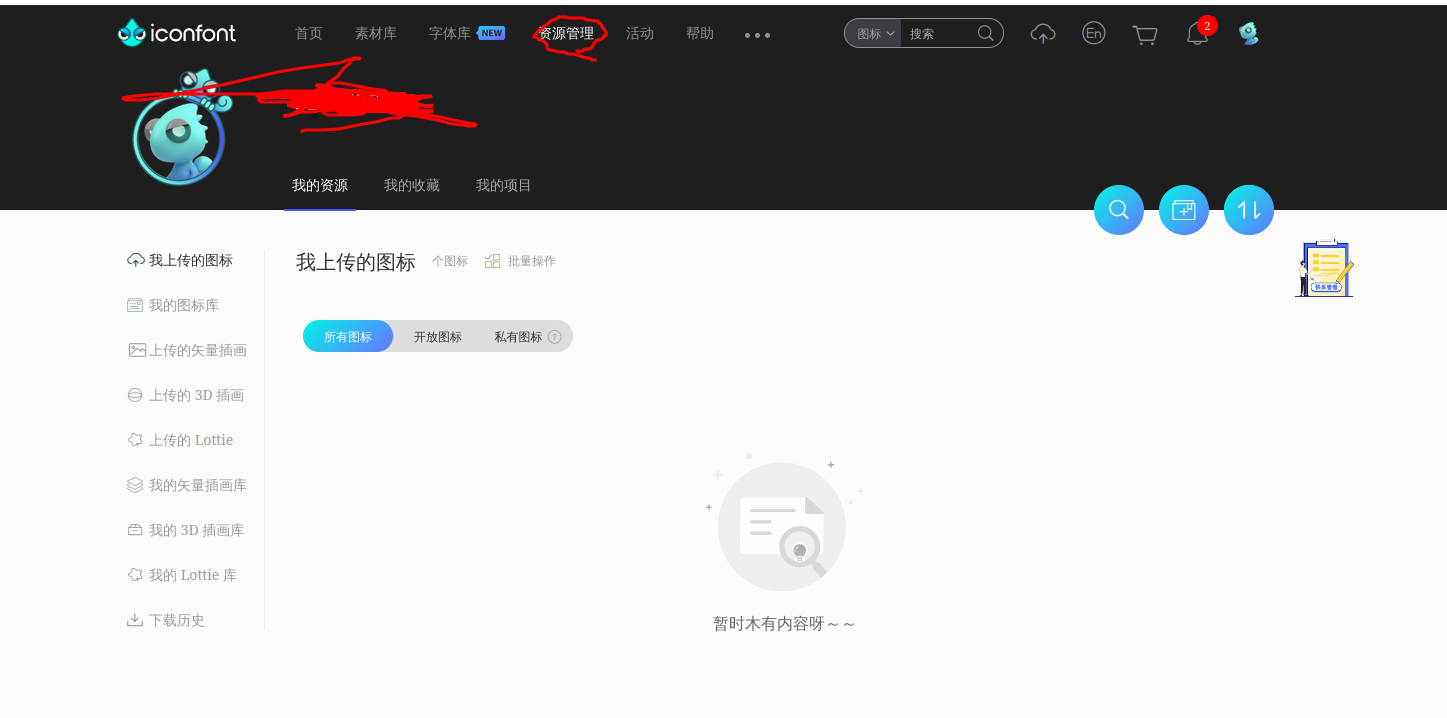 iconfont 首页 素材库 字体库 NEW 资源管理 活动 帮助 图标 搜索 En 2
我的资源 我的收藏 我的项目
我上传的图标
我的图标库
上传的矢量插画
上传的 3D 插画
上传的 Lottie
我的矢量插画库
我的 3D 插画库
我的 Lottie 库
下载历史
我上传的图标 个图标 批量操作
所有图标 开放图标 私有图标 ?
快来看看
暂时木有内容呀～～